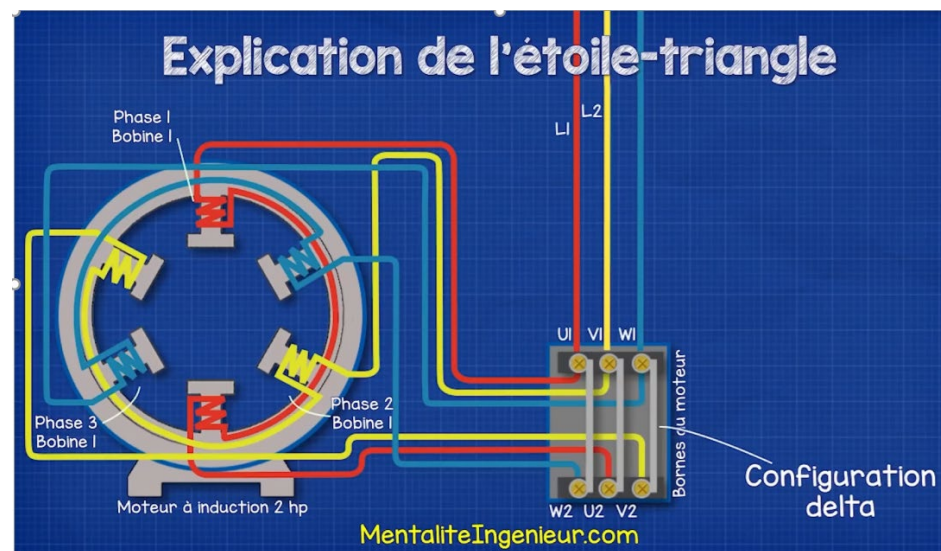 Explication de l'étoile-triangle
Phase 1
Bobine 1
L1
L2
U1 V1 W1
Phase 3
Bobine 1
Phase 2
Bobine 1
Bornes du moteur
Configuration
delta
Moteur à induction 2 hp
W2 U2 V2
MentaliteIngenieur.com